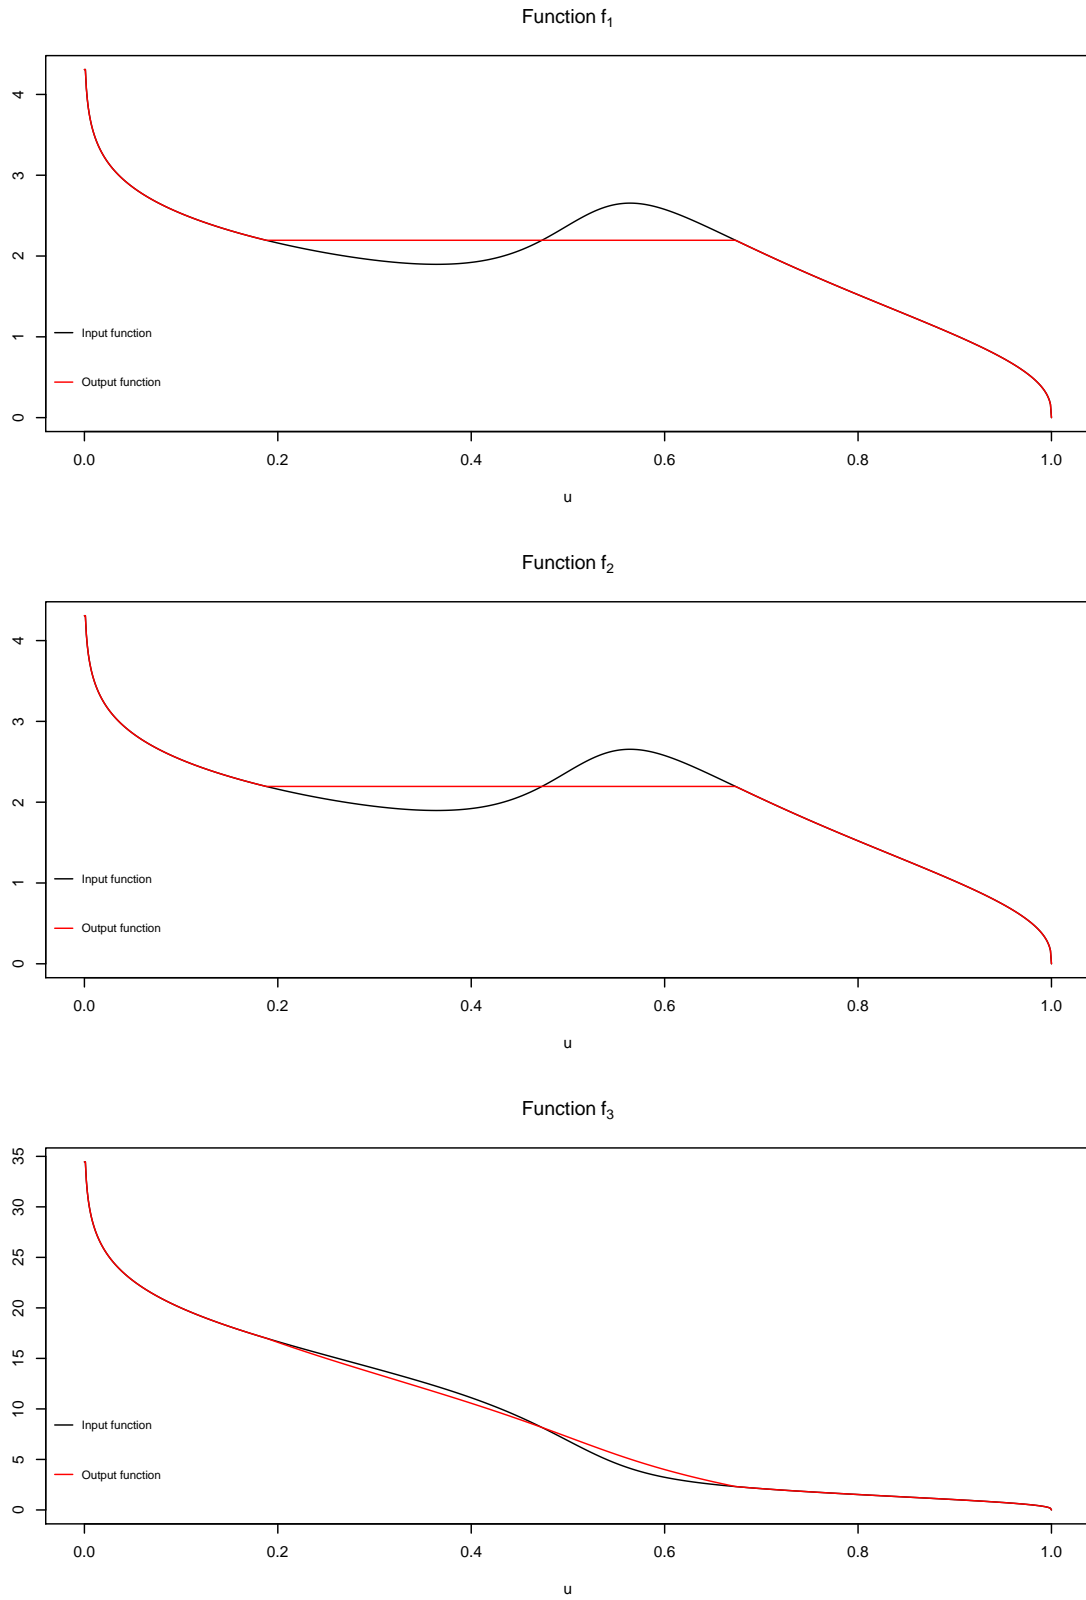 Function f₁
4
3
2
1
0
Input function
Output function
0.0 0.2 0.4 0.6 0.8 1.0
u
Function f₂
4
3
2
1
0
Input function
Output function
0.0 0.2 0.4 0.6 0.8 1.0
u
Function f₃
35
30
25
20
15
10
5
0
Input function
Output function
0.0 0.2 0.4 0.6 0.8 1.0
u